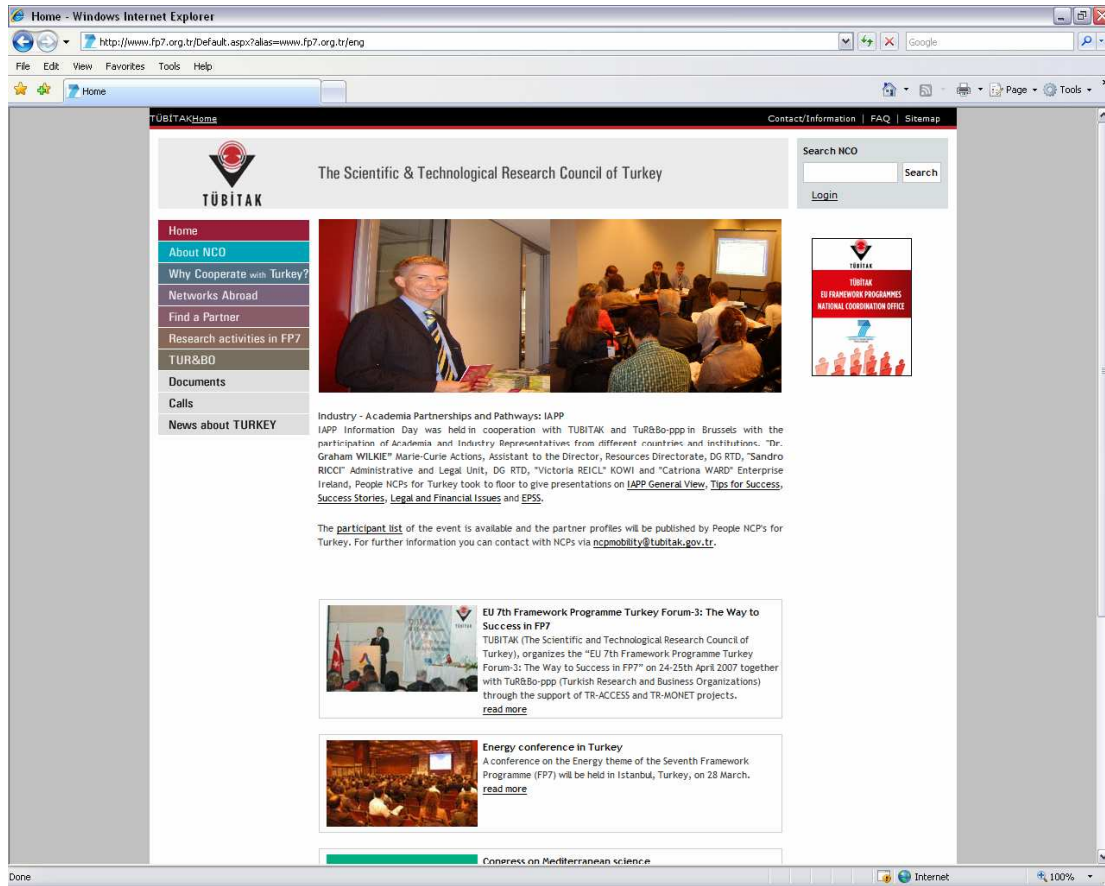 Home - Windows Internet Explorer
http://www.fp7.org.tr/Default.aspx?alias=www.fp7.org.tr/eng
Google
File Edit View Favorites Tools Help
Home
Page
Tools
TÜBİTAKHome
Contact/Information | FAQ | Sitemap
TÜBİTAK
The Scientific & Technological Research Council of Turkey
Search NCO
Search
Login
Home
About NCO
Why Cooperate with Turkey?
Networks Abroad
Find a Partner
Research activities in FP7
TUR&BO
Documents
Calls
News about TURKEY
TÜBİTAK
TÜBİTAK
EU FRAMEWORK PROGRAMMES
NATIONAL COORDINATION OFFICE
Industry - Academia Partnerships and Pathways: IAPP
IAPP Information Day was held in cooperation with TUBITAK and TuR&Bo-ppp in Brussels with the
participation of Academia and Industry Representatives from different countries and institutions. "Dr.
Graham WILKIE" Marie-Curie Actions, Assistant to the Director, Resources Directorate, DG RTD, "Sandro
RICCI" Administrative and Legal Unit, DG RTD, "Victoria REICL" KOWI and "Catriona WARD" Enterprise
Ireland, People NCPs for Turkey took to floor to give presentations on IAPP General View, Tips for Success,
Success Stories, Legal and Financial Issues and EPSS.
The participant list of the event is available and the partner profiles will be published by People NCP's for
Turkey. For further information you can contact with NCPs via ncpmobility@tubitak.gov.tr.
EU 7th Framework Programme Turkey Forum-3: The Way to
Success in FP7
TUBITAK (The Scientific and Technological Research Council of
Turkey), organizes the "EU 7th Framework Programme Turkey
Forum-3: The Way to Success in FP7" on 24-25th April 2007 together
with TuR&Bo-ppp (Turkish Research and Business Organizations)
through the support of TR-ACCESS and TR-MONET projects.
read more
Energy conference in Turkey
A conference on the Energy theme of the Seventh Framework
Programme (FP7) will be held in Istanbul, Turkey, on 28 March.
read more
Congress on Mediterranean science
Done
Internet
100%